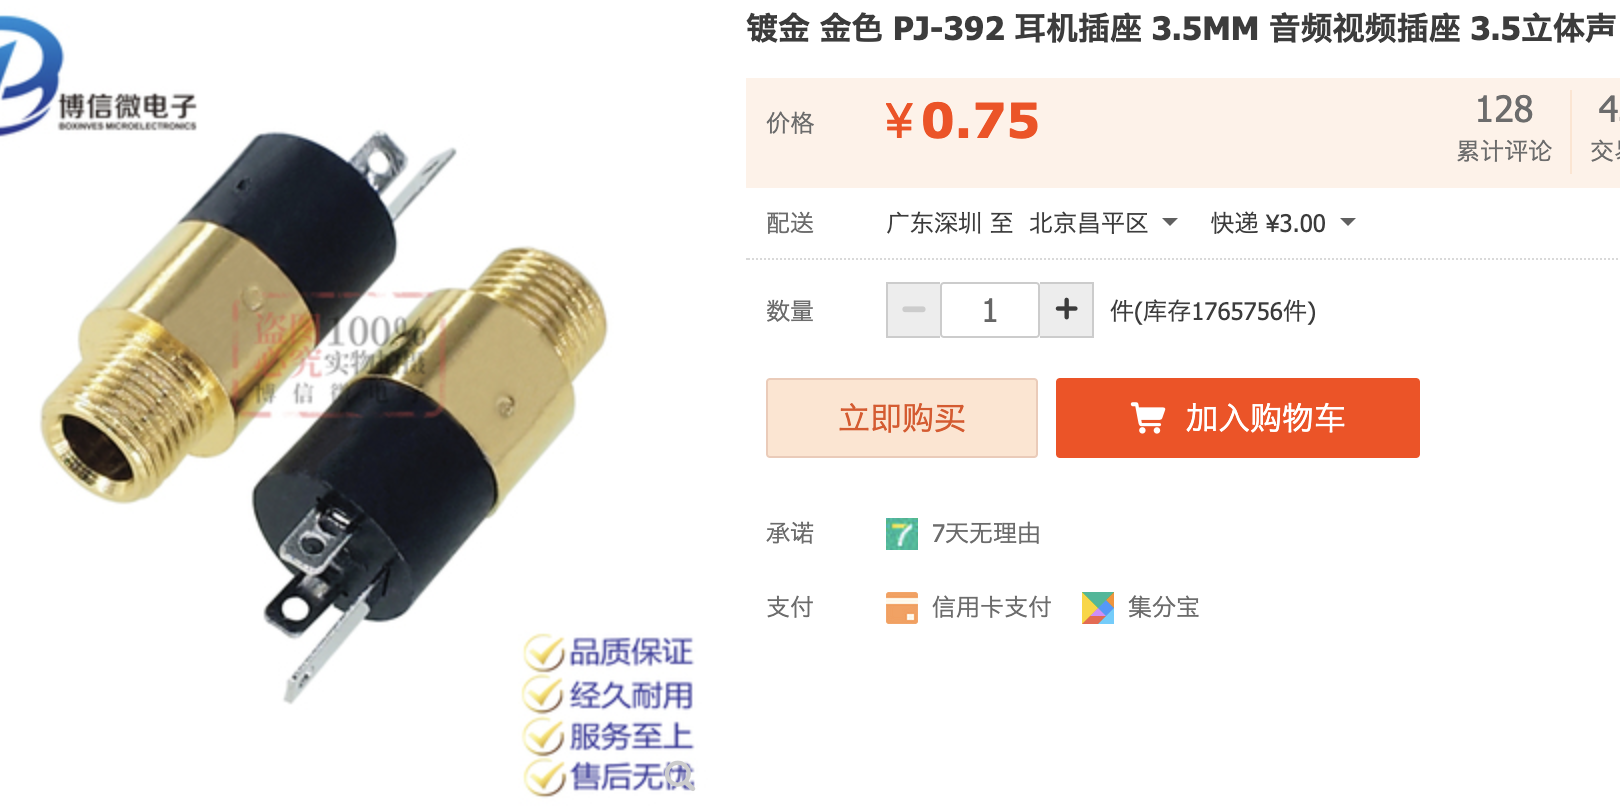 博信微电子
BOXINVES MICROELECTRONICS
盗图100%
必究实物拍摄
博信微电子
品质保证
经久耐用
服务至上
售后无忧
镀金 金色 PJ-392 耳机插座 3.5MM 音频视频插座 3.5立体声
价格 ¥0.75
128
累计评论
配送 广东深圳 至 北京昌平区 快递 ¥3.00
数量 − 1 + 件(库存1765756件)
立即购买 加入购物车
承诺 7 7天无理由
支付 信用卡支付 集分宝